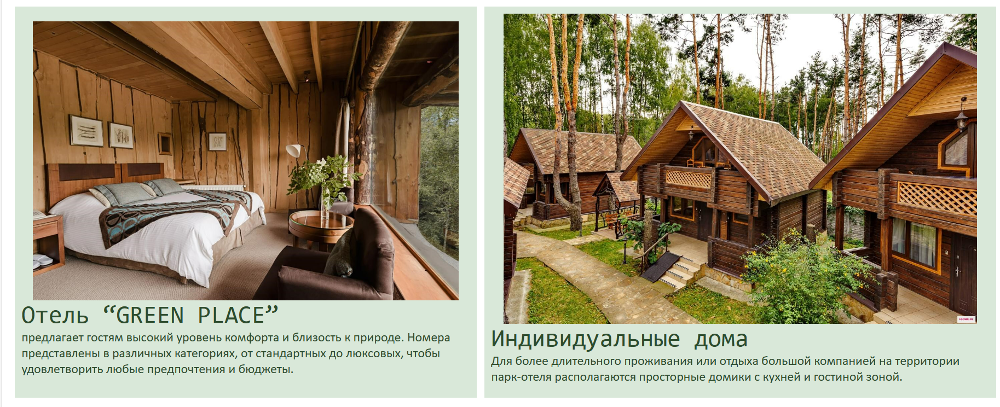 Отель “GREEN PLACE”
предлагает гостям высокий уровень комфорта и близость к природе. Номера
представлены в различных категориях, от стандартных до люксовых, чтобы
удовлетворить любые предпочтения и бюджеты.
Индивидуальные дома
Для более длительного проживания или отдыха большой компанией на территории
парк-отеля располагаются просторные домики с кухней и гостиной зоной.